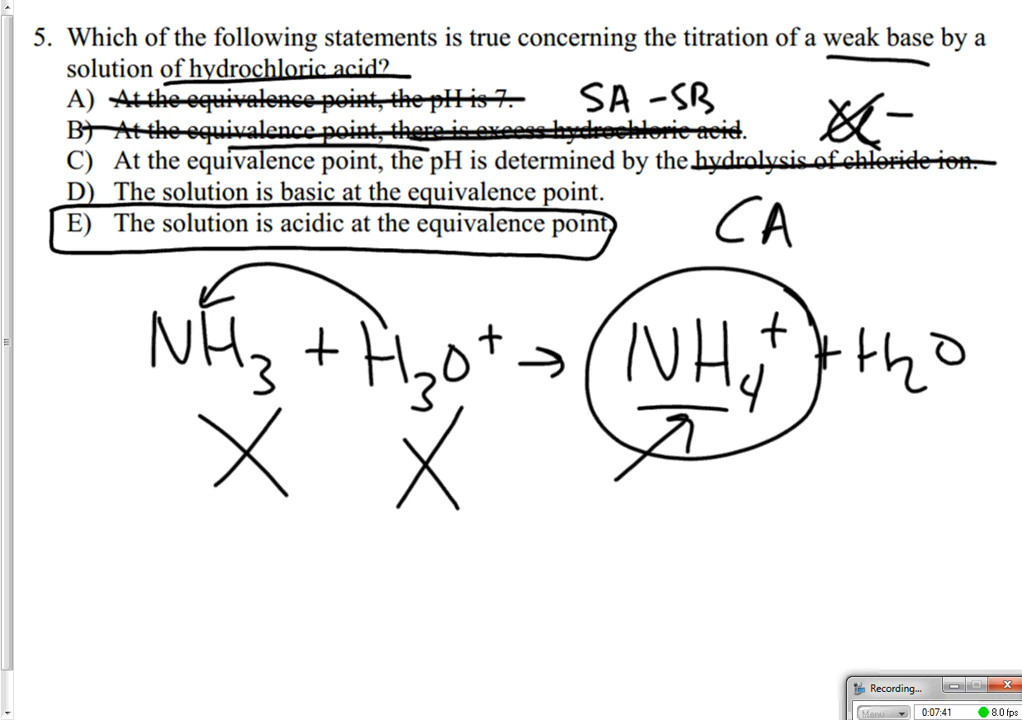 5. Which of the following statements is true concerning the titration of a weak base by a
solution of hydrochloric acid?
A) At the equivalence point, the pH is 7.
SA - SB
B) At the equivalence point, there is excess hydrochloric acid.
C) At the equivalence point, the pH is determined by the hydrolysis of chloride ion.
D) The solution is basic at the equivalence point.
E) The solution is acidic at the equivalence point.
CA
NH3 + H3O+ → NH4+ + H2O
X X
Recording...
Menu 0:07:41 8.0 fps